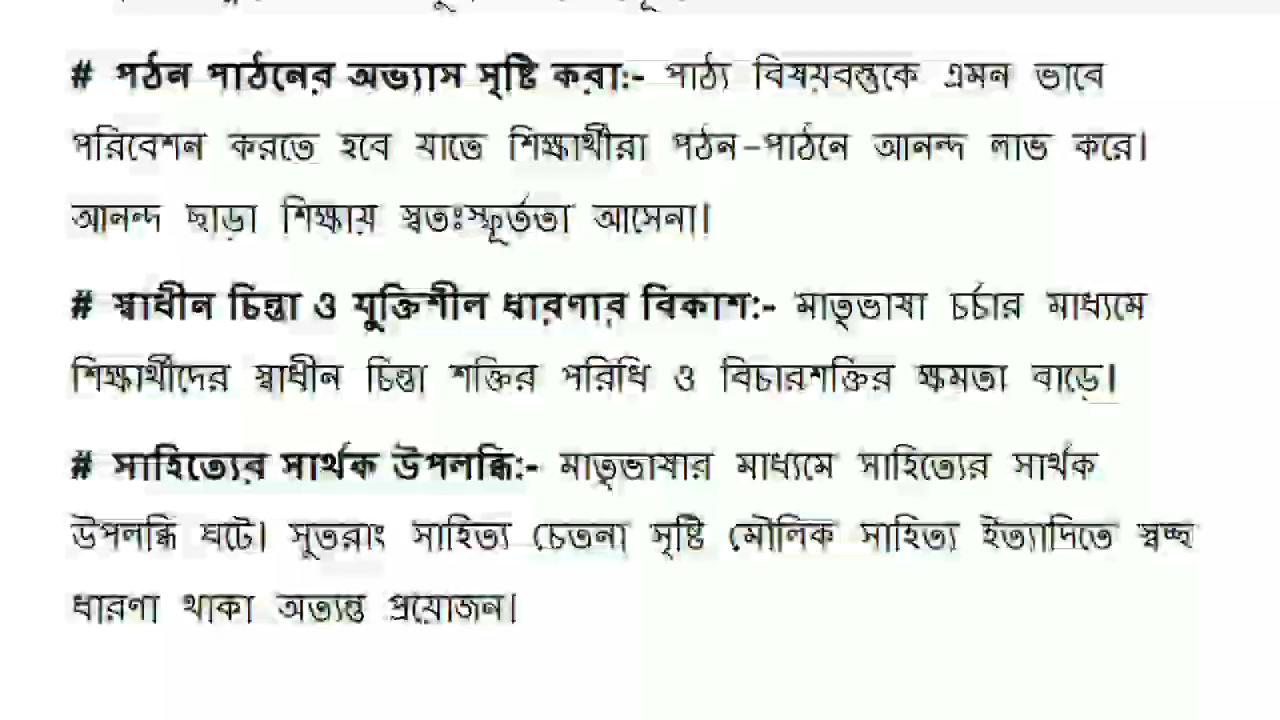 # পঠন পাঠনের অভ্যাস সৃষ্টি করা:- পাঠ্য বিষয়বস্তুকে এমন ভাবে
পরিবেশন করতে হবে যাতে শিক্ষার্থীরা পঠন-পাঠনে আনন্দ লাভ করে।
আনন্দ ছাড়া শিক্ষায় স্বতঃস্ফূর্ততা আসেনা।
# স্বাধীন চিন্তা ও যুক্তিশীল ধারণার বিকাশ:- মাতৃভাষা চর্চার মাধ্যমে
শিক্ষার্থীদের স্বাধীন চিন্তা শক্তির পরিধি ও বিচারশক্তির ক্ষমতা বাড়ে।
# সাহিত্যের সার্থক উপলব্ধি:- মাতৃভাষার মাধ্যমে সাহিত্যের সার্থক
উপলব্ধি ঘটে। সূতরাং সাহিত্য চেতনা সৃষ্টি মৌলিক সাহিত্য ইত্যাদিতে স্বচ্ছ
ধারণা থাকা অত্যন্ত প্রয়োজন।